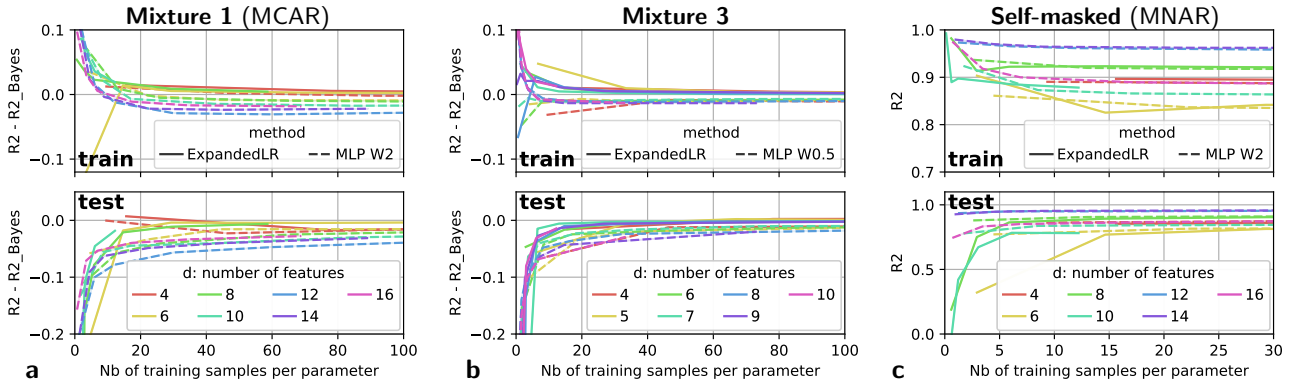 Mixture 1 (MCAR)
0.1
0.0
−0.1
R2 - R2_Bayes
method
ExpandedLR
MLP W2
train
test
0.0
−0.1
−0.2
R2 - R2_Bayes
d: number of features
4
8
12
16
6
10
14
0
20
40
60
80
100
Nb of training samples per parameter
a
Mixture 3
0.1
0.0
−0.1
R2 - R2_Bayes
method
ExpandedLR
MLP W0.5
train
test
0.0
−0.1
−0.2
R2 - R2_Bayes
d: number of features
4
6
8
10
5
7
9
0
20
40
60
80
100
Nb of training samples per parameter
b
Self-masked (MNAR)
1.0
0.9
0.8
0.7
R2
method
ExpandedLR
MLP W2
train
test
1.0
0.5
0.0
R2
d: number of features
4
8
12
16
6
10
14
0
5
10
15
20
25
30
Nb of training samples per parameter
c